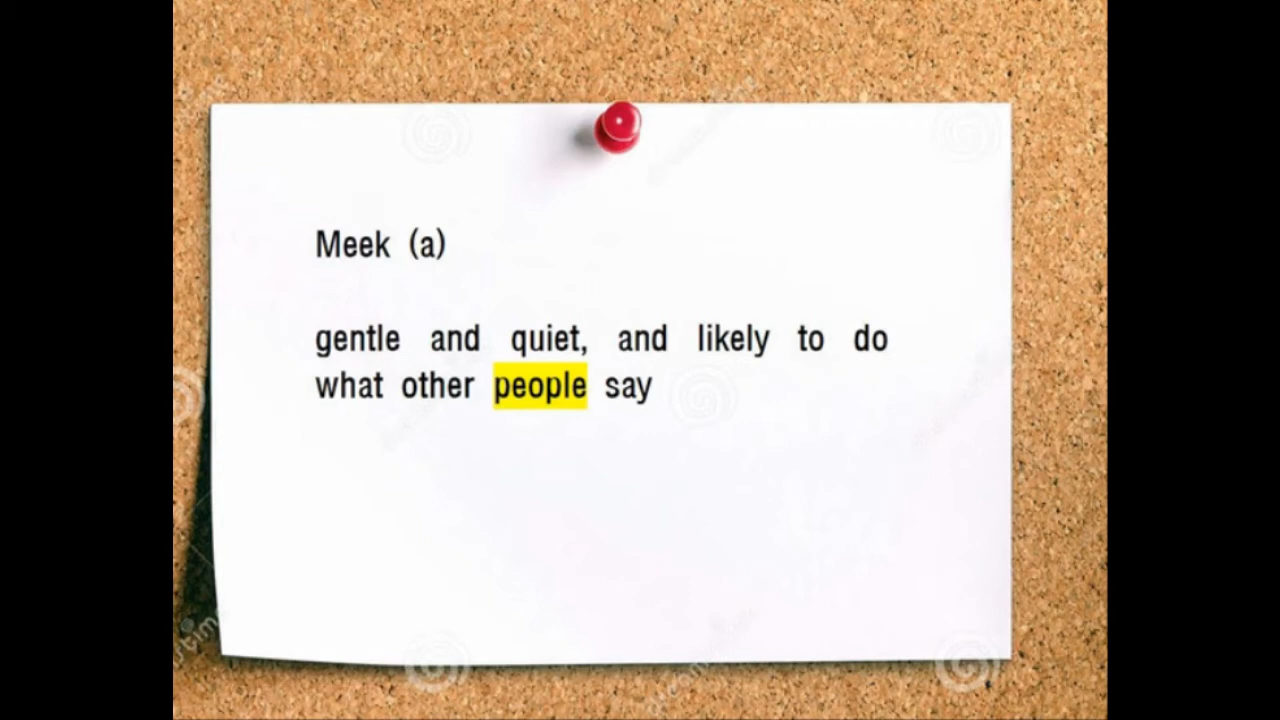 Meek (a)
gentle and quiet, and likely to do
what other people say